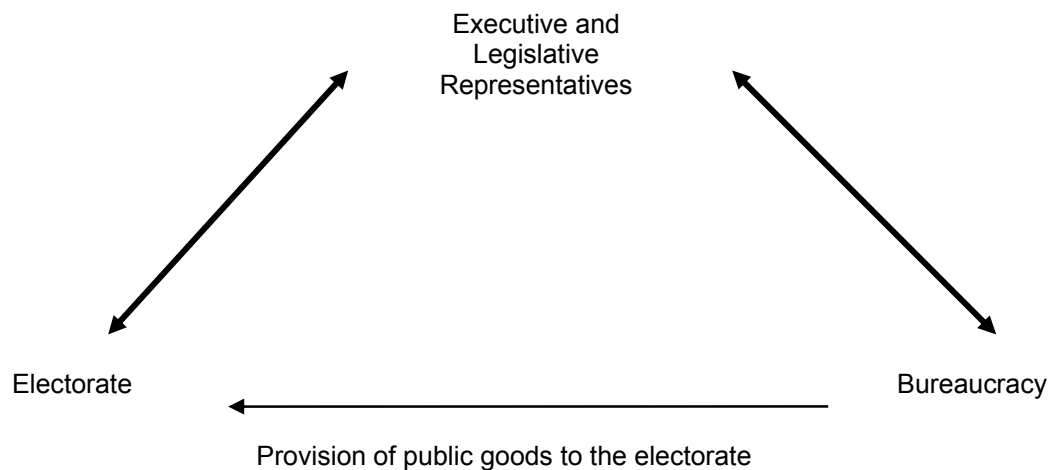 Executive and
Legislative
Representatives
Electorate
Bureaucracy
Provision of public goods to the electorate